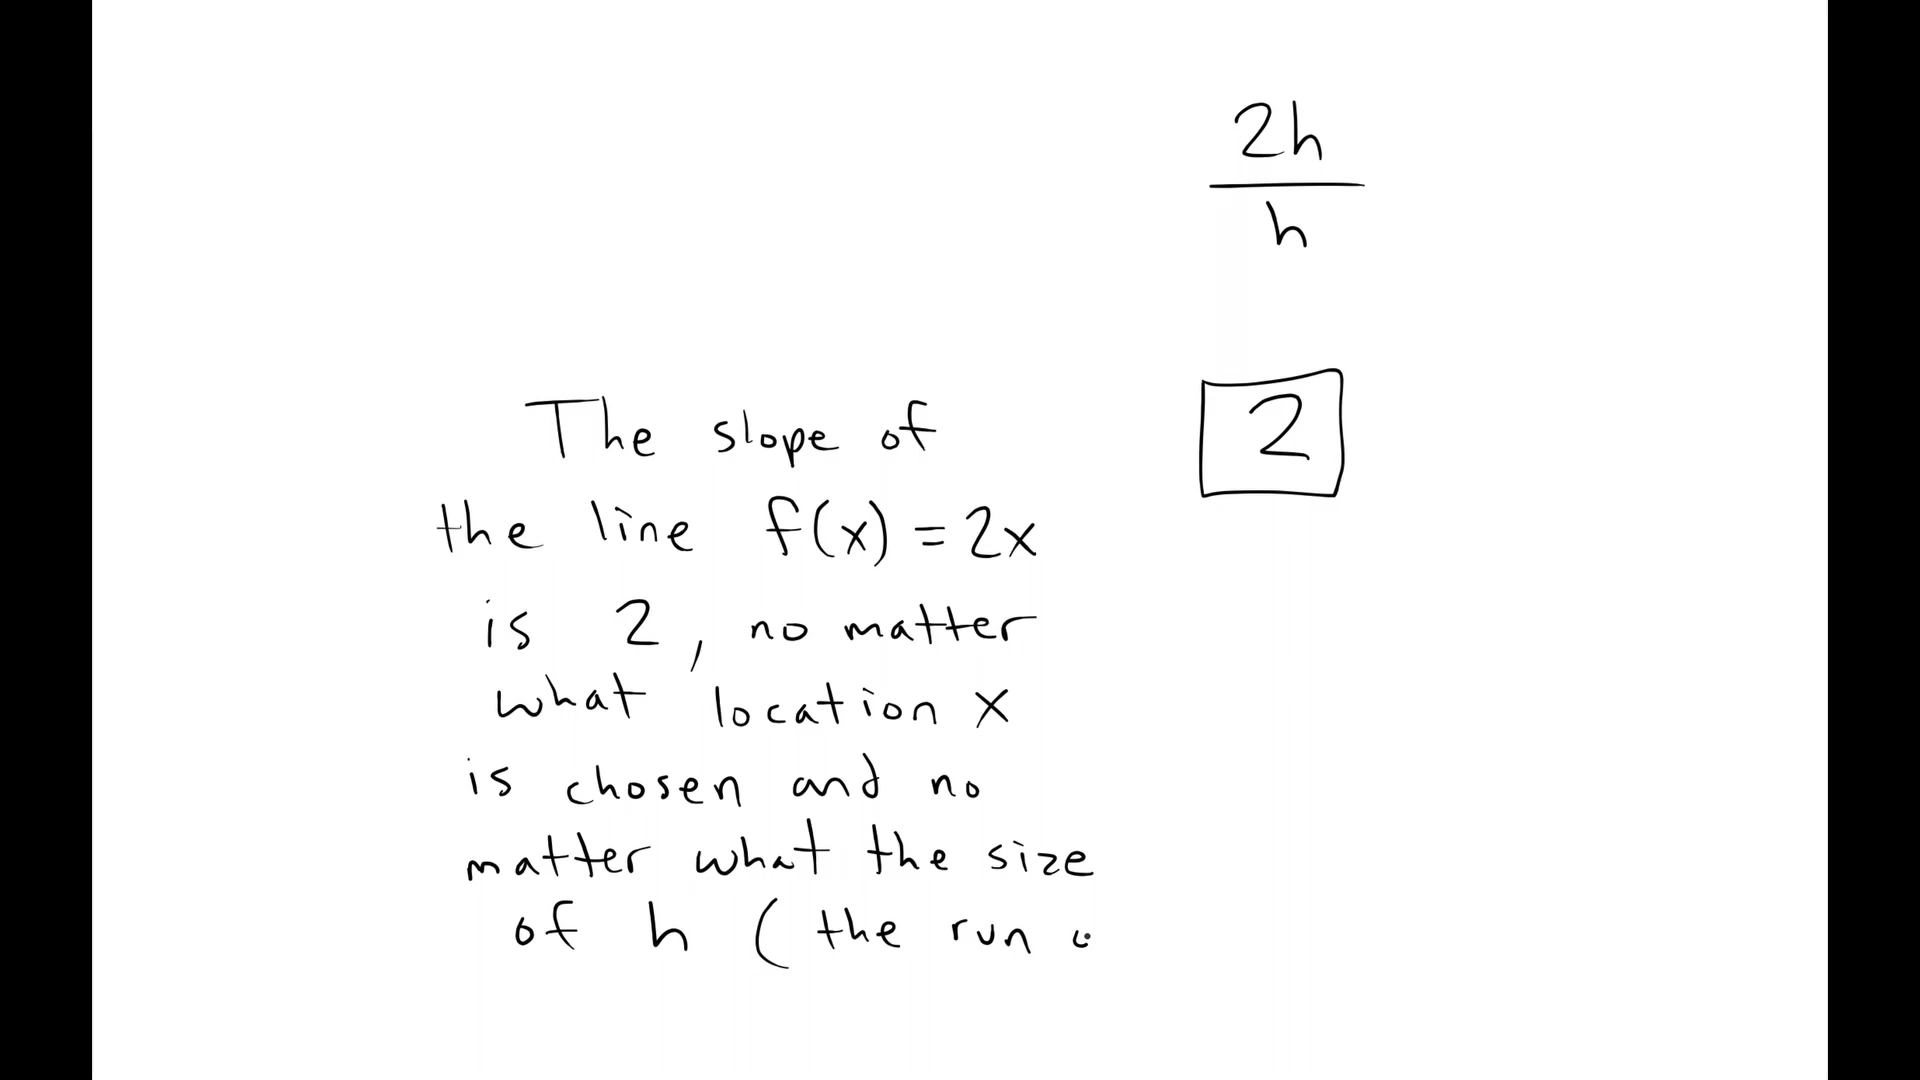 2h
h
2
The slope of
the line f(x) = 2x
is 2, no matter
what location x
is chosen and no
matter what the size
of h (the run